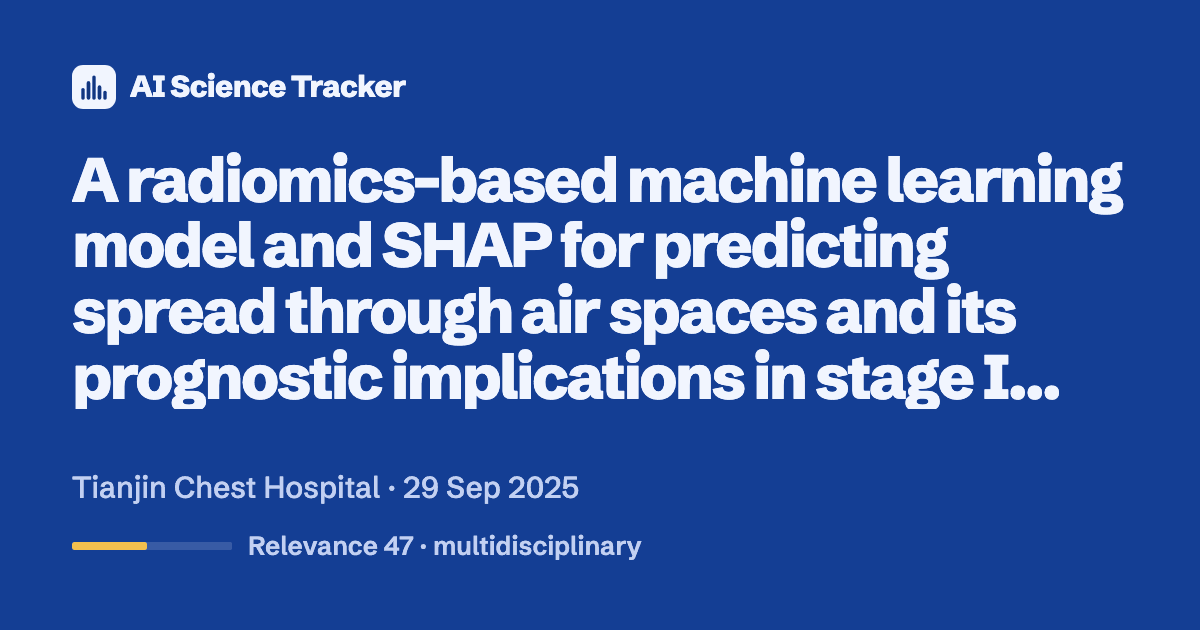 AI Science Tracker
A radiomics-based machine learning
model and SHAP for predicting
spread through air spaces and its
prognostic implications in stage I...
Tianjin Chest Hospital · 29 Sep 2025
Relevance 47 · multidisciplinary